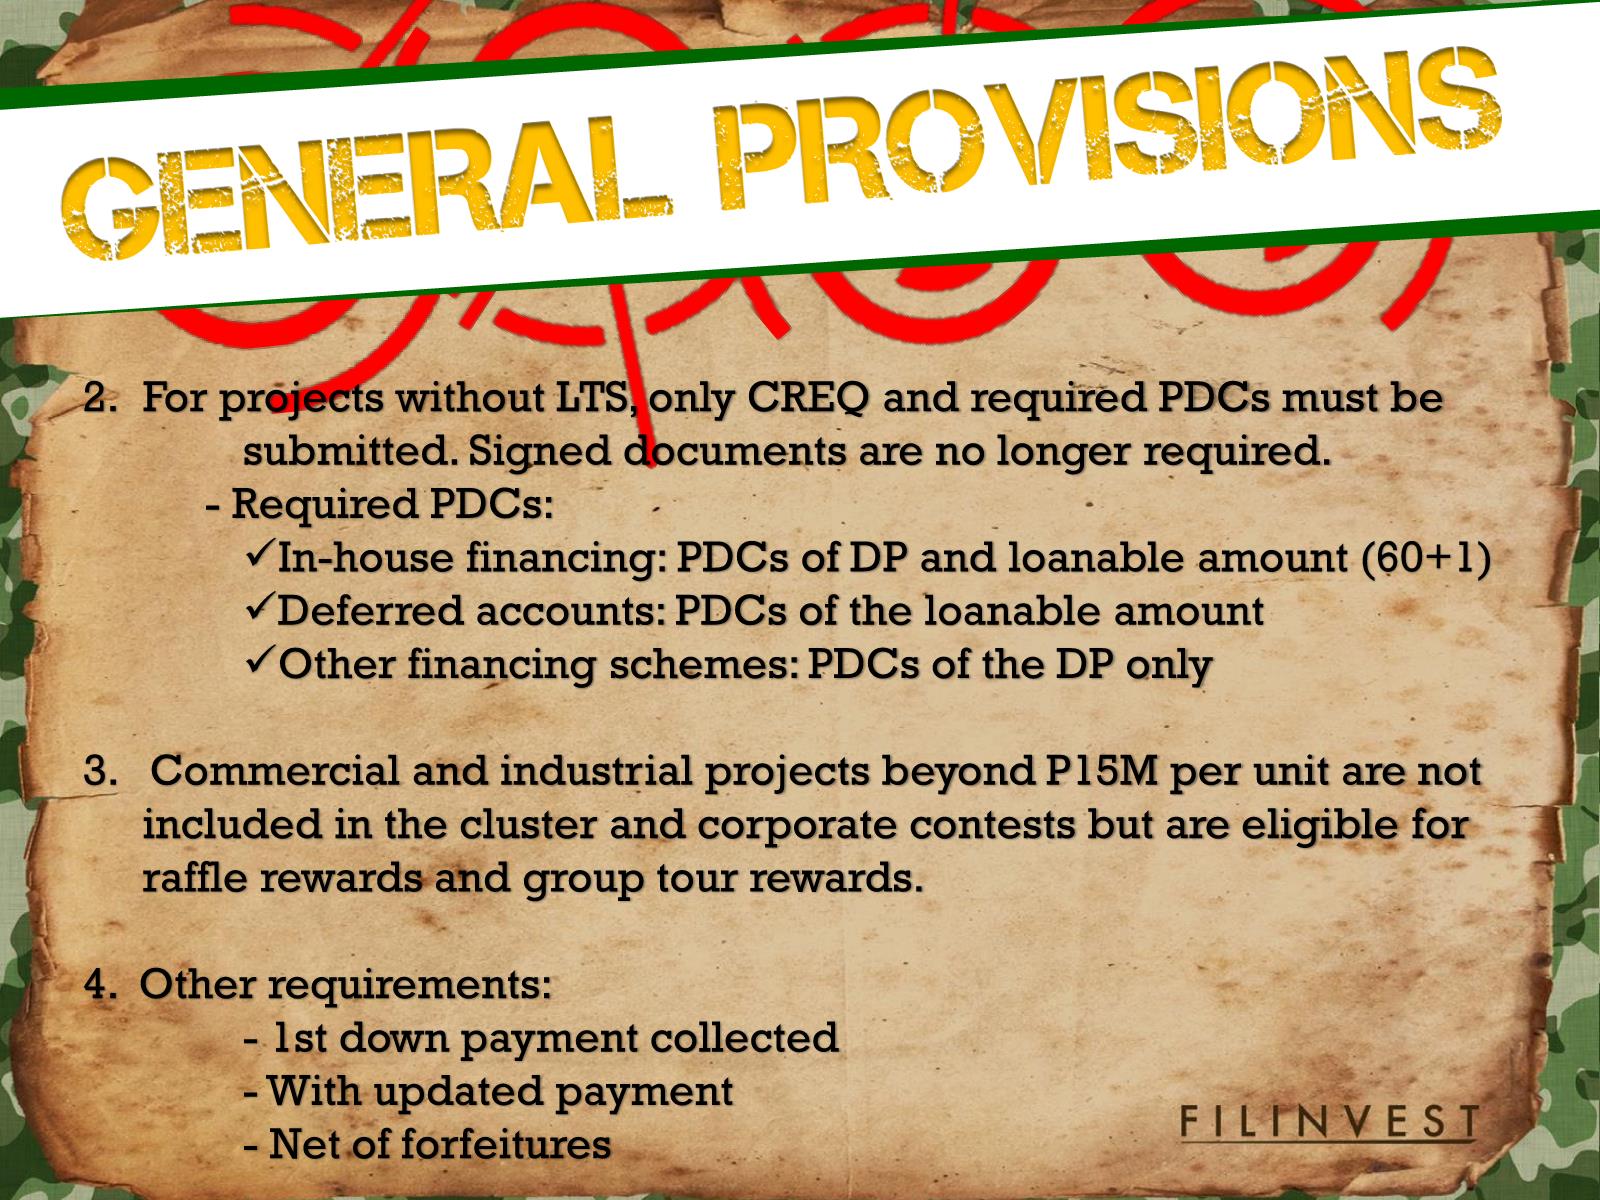 GENERAL PROVISIONS
2. For projects without LTS, only CREQ and required PDCs must be
submitted. Signed documents are no longer required.
- Required PDCs:
✓In-house financing: PDCs of DP and loanable amount (60+1)
✓Deferred accounts: PDCs of the loanable amount
✓Other financing schemes: PDCs of the DP only
3. Commercial and industrial projects beyond P15M per unit are not
included in the cluster and corporate contests but are eligible for
raffle rewards and group tour rewards.
4. Other requirements:
- 1st down payment collected
- With updated payment
- Net of forfeitures
FILINVEST